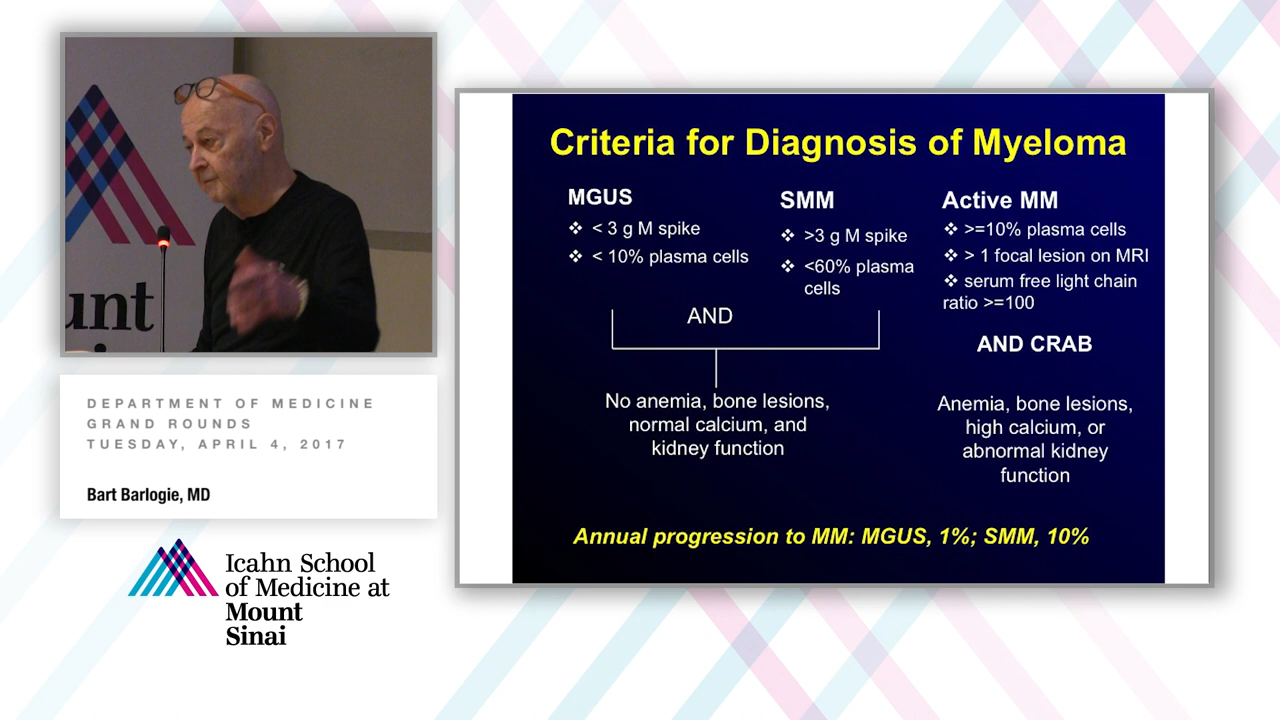 unt
DEPARTMENT OF MEDICINE
GRAND ROUNDS
TUESDAY, APRIL 4, 2017
Bart Barlogie, MD
Icahn School
of Medicine at
Mount
Sinai
Criteria for Diagnosis of Myeloma
MGUS
❖ < 3 g M spike
❖ < 10% plasma cells
SMM
❖ >3 g M spike
❖ <60% plasma
cells
AND
No anemia, bone lesions,
normal calcium, and
kidney function
Active MM
❖ >=10% plasma cells
❖ > 1 focal lesion on MRI
❖ serum free light chain
ratio >=100
AND CRAB
Anemia, bone lesions,
high calcium, or
abnormal kidney
function
Annual progression to MM: MGUS, 1%; SMM, 10%